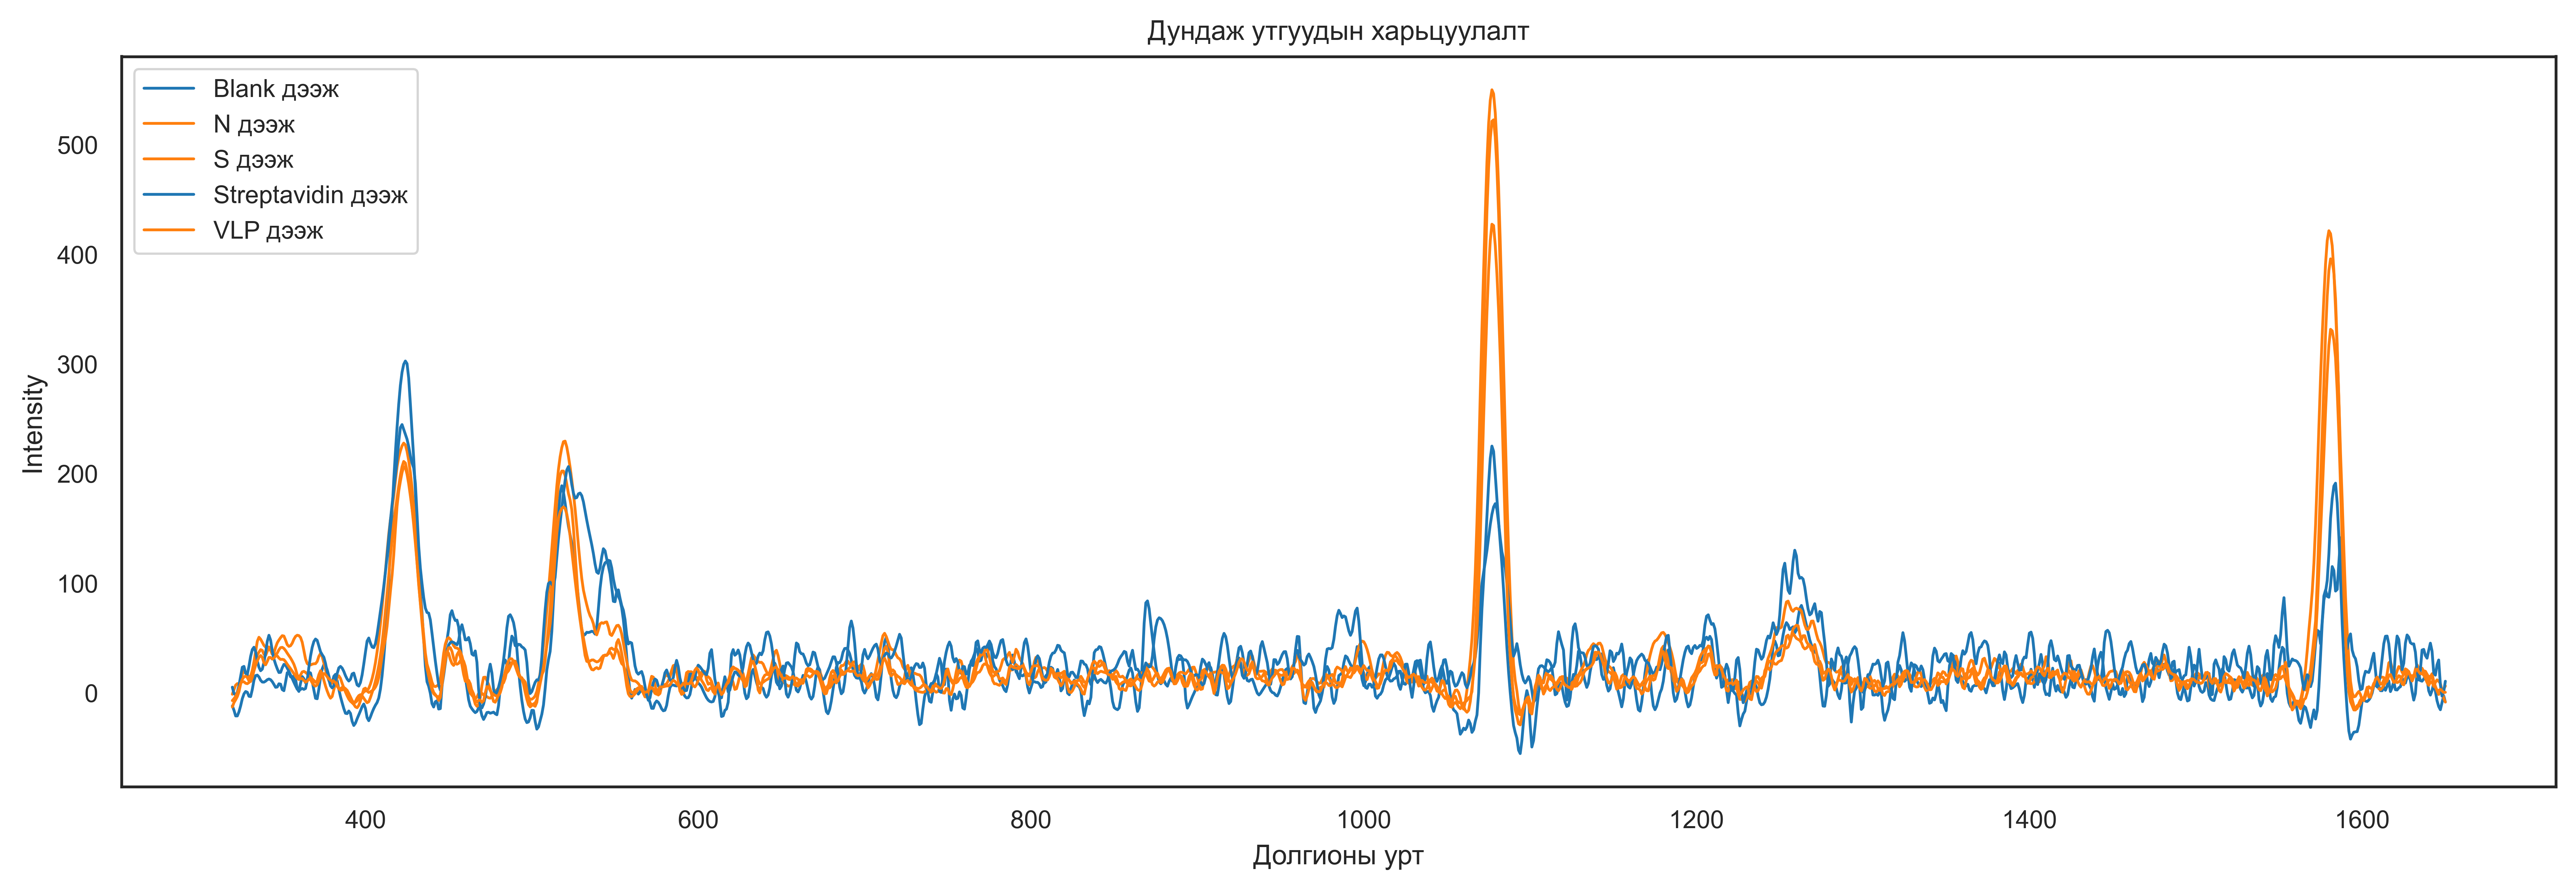 Дундаж утгуудын харьцуулалт
Blank дээж
N дээж
S дээж
Streptavidin дээж
VLP дээж
500
400
300
200
100
0
Intensity
400 600 800 1000 1200 1400 1600
Долгионы урт